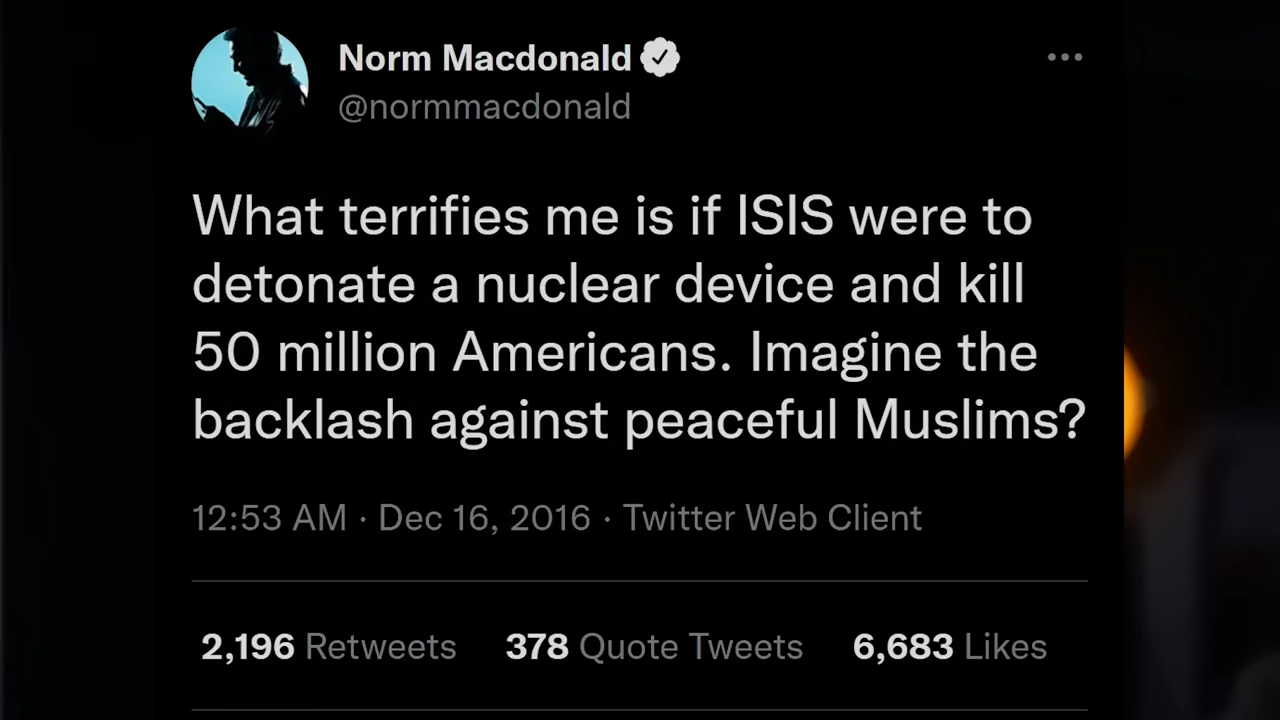 Norm Macdonald
@normmacdonald
What terrifies me is if ISIS were to
detonate a nuclear device and kill
50 million Americans. Imagine the
backlash against peaceful Muslims?
12:53 AM · Dec 16, 2016 · Twitter Web Client
2,196 Retweets 378 Quote Tweets 6,683 Likes